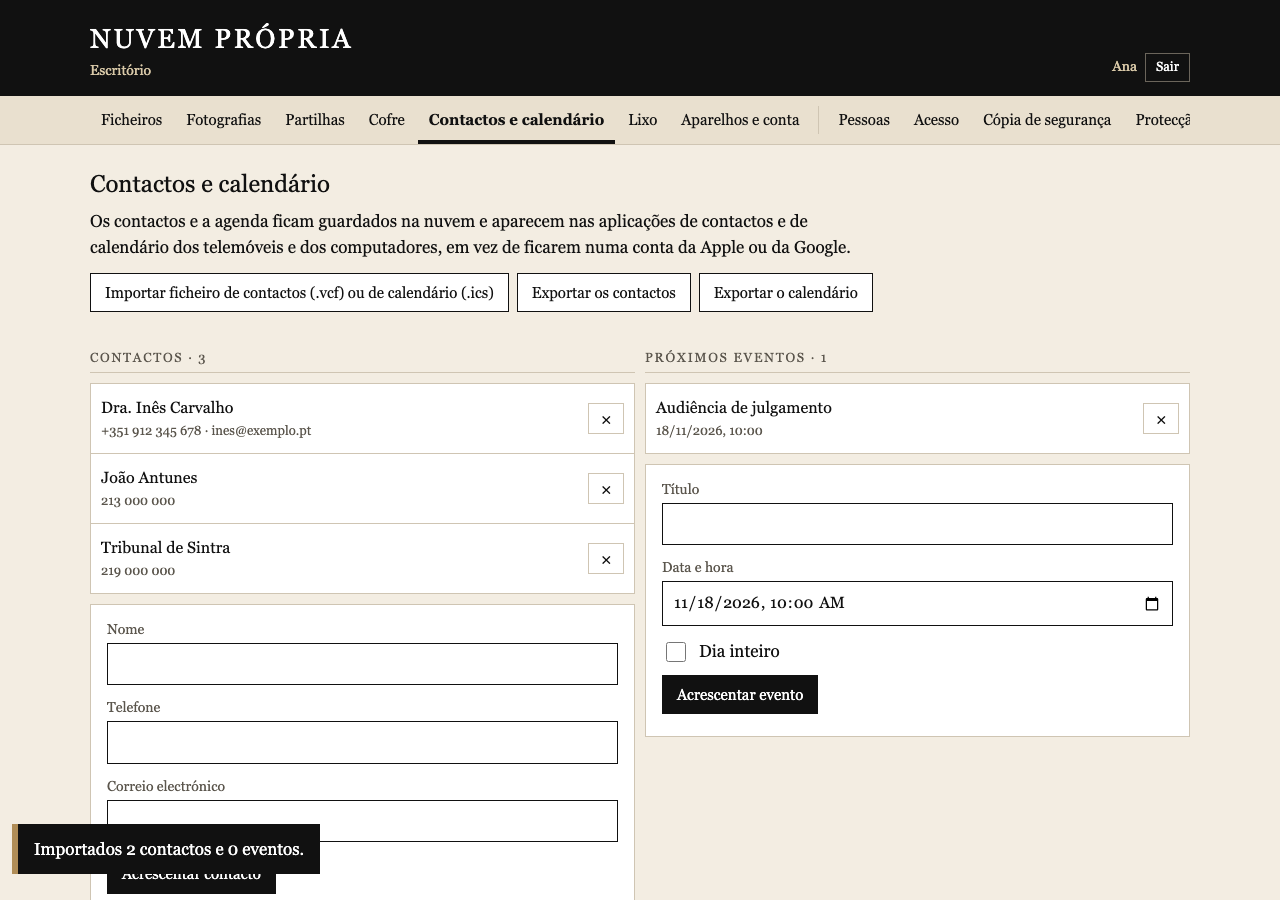 NUVEM PRÓPRIA
Escritório
Ana
Sair
Ficheiros
Fotografias
Partilhas
Cofre
Contactos e calendário
Lixo
Aparelhos e conta
Pessoas
Acesso
Cópia de segurança
Contactos e calendário
Os contactos e a agenda ficam guardados na nuvem e aparecem nas aplicações de contactos e de
calendário dos telemóveis e dos computadores, em vez de ficarem numa conta da Apple ou da Google.
Importar ficheiro de contactos (.vcf) ou de calendário (.ics)
Exportar os contactos
Exportar o calendário
CONTACTOS · 3
Dra. Inês Carvalho
+351 912 345 678 · ines@exemplo.pt
×
João Antunes
213 000 000
×
Tribunal de Sintra
219 000 000
×
Nome
Telefone
Correio electrónico
Acrescentar contacto
PRÓXIMOS EVENTOS · 1
Audiência de julgamento
18/11/2026, 10:00
×
Título
Data e hora
11/18/2026, 10:00 AM
Dia inteiro
Acrescentar evento
Importados 2 contactos e 0 eventos.